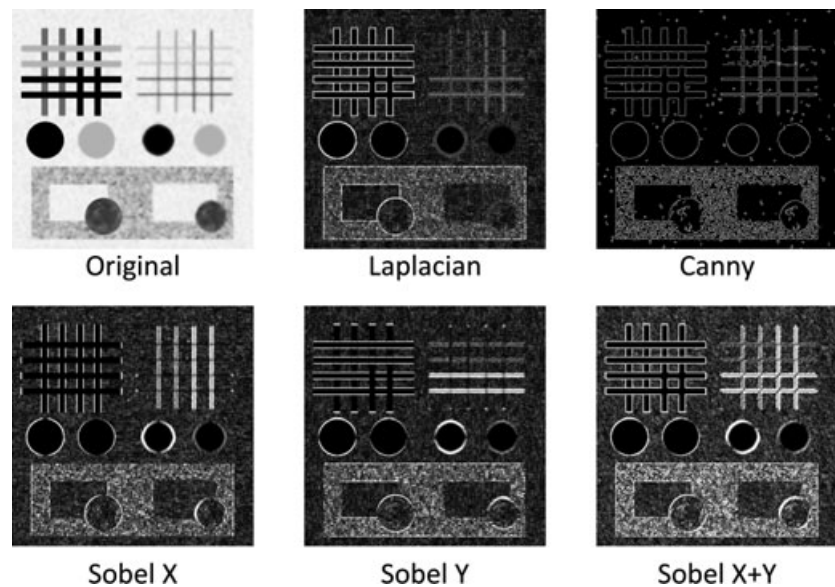 Original
Laplacian
Canny
Sobel X
Sobel Y
Sobel X+Y